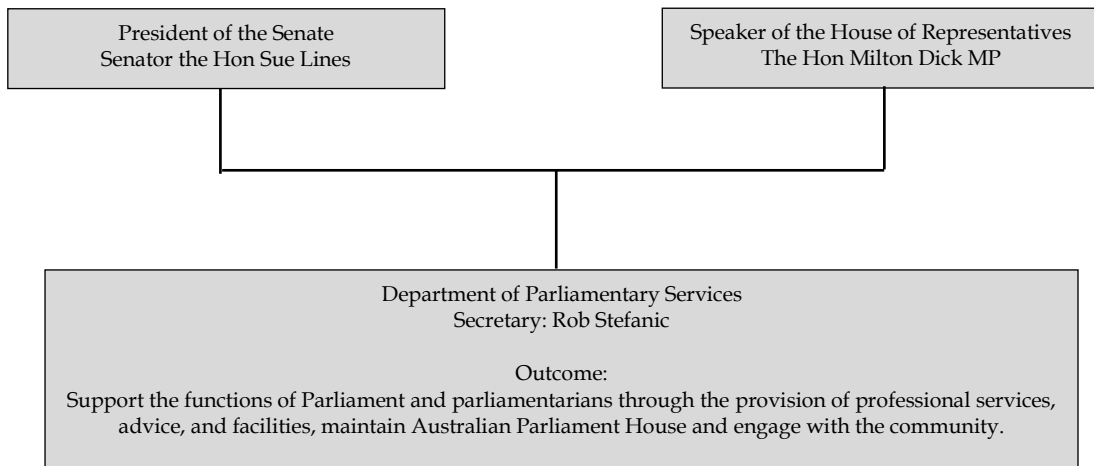 President of the Senate
Senator the Hon Sue Lines
Speaker of the House of Representatives
The Hon Milton Dick MP
Department of Parliamentary Services
Secretary: Rob Stefanic
Outcome:
Support the functions of Parliament and parliamentarians through the provision of professional services,
advice, and facilities, maintain Australian Parliament House and engage with the community.